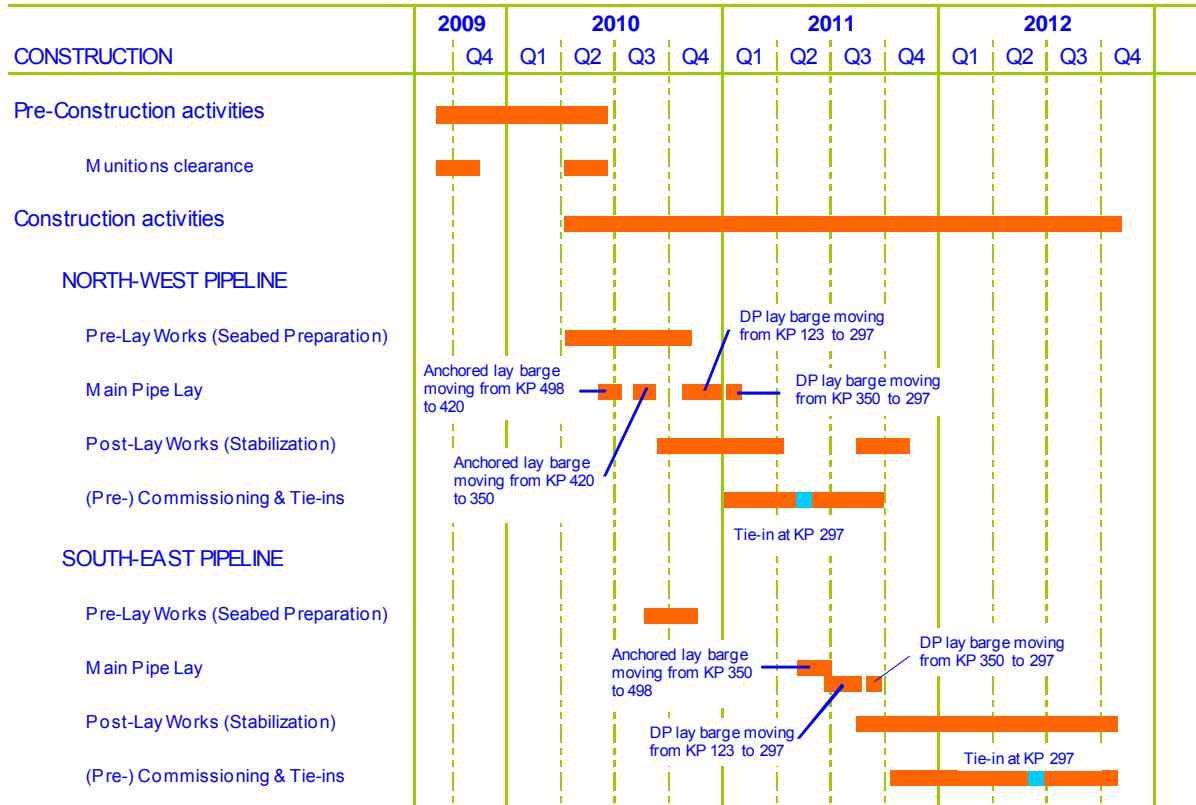 2009 2010 2011 2012
CONSTRUCTION Q4 Q1 Q2 Q3 Q4 Q1 Q2 Q3 Q4 Q1 Q2 Q3 Q4
Pre-Construction activities
Munitions clearance
Construction activities
NORTH-WEST PIPELINE
DP lay barge moving
from KP 123 to 297
Pre-Lay Works (Seabed Preparation)
Anchored lay barge
moving from KP 498
to 420
Main Pipe Lay
DP lay barge moving
from KP 350 to 297
Post-Lay Works (Stabilization)
Anchored lay barge
moving from KP 420
to 350
(Pre-) Commissioning & Tie-ins
Tie-in at KP 297
SOUTH-EAST PIPELINE
Pre-Lay Works (Seabed Preparation)
Main Pipe Lay
Anchored lay barge
moving from KP 350
to 498
DP lay barge moving
from KP 350 to 297
Post-Lay Works (Stabilization)
DP lay barge moving
from KP 123 to 297
Tie-in at KP 297
(Pre-) Commissioning & Tie-ins